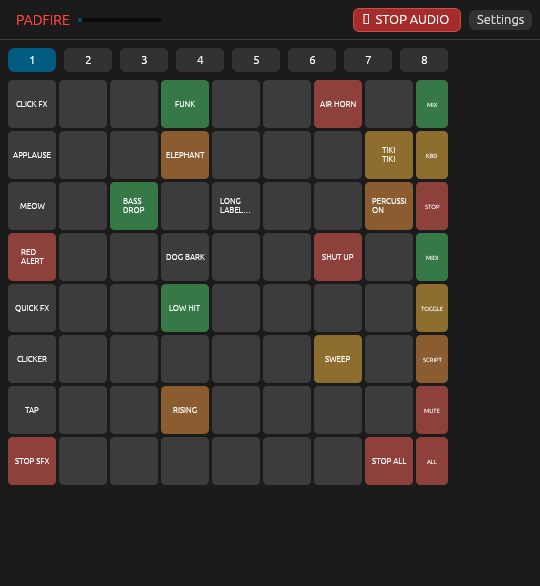 PADFIRE
STOP AUDIO
Settings
1 2 3 4 5 6 7 8
CLICK FX FUNK AIR HORN MIX
APPLAUSE ELEPHANT TIKI
TIKI KBD
MEOW BASS
DROP LONG
LABEL... PERCUSSI
ON STOP
RED
ALERT DOG BARK SHUT UP MIDI
QUICK FX LOW HIT TOGGLE
CLICKER SWEEP SCRIPT
TAP RISING MUTE
STOP SFX STOP ALL ALL